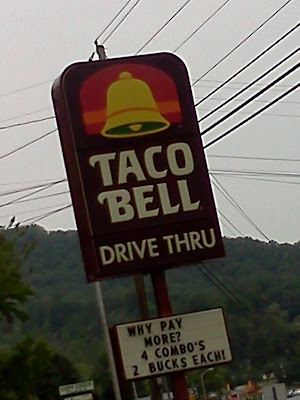 TACO
BELL
DRIVE THRU
WHY PAY
MORE?
4 COMBO'S
2 BUCKS EACH!